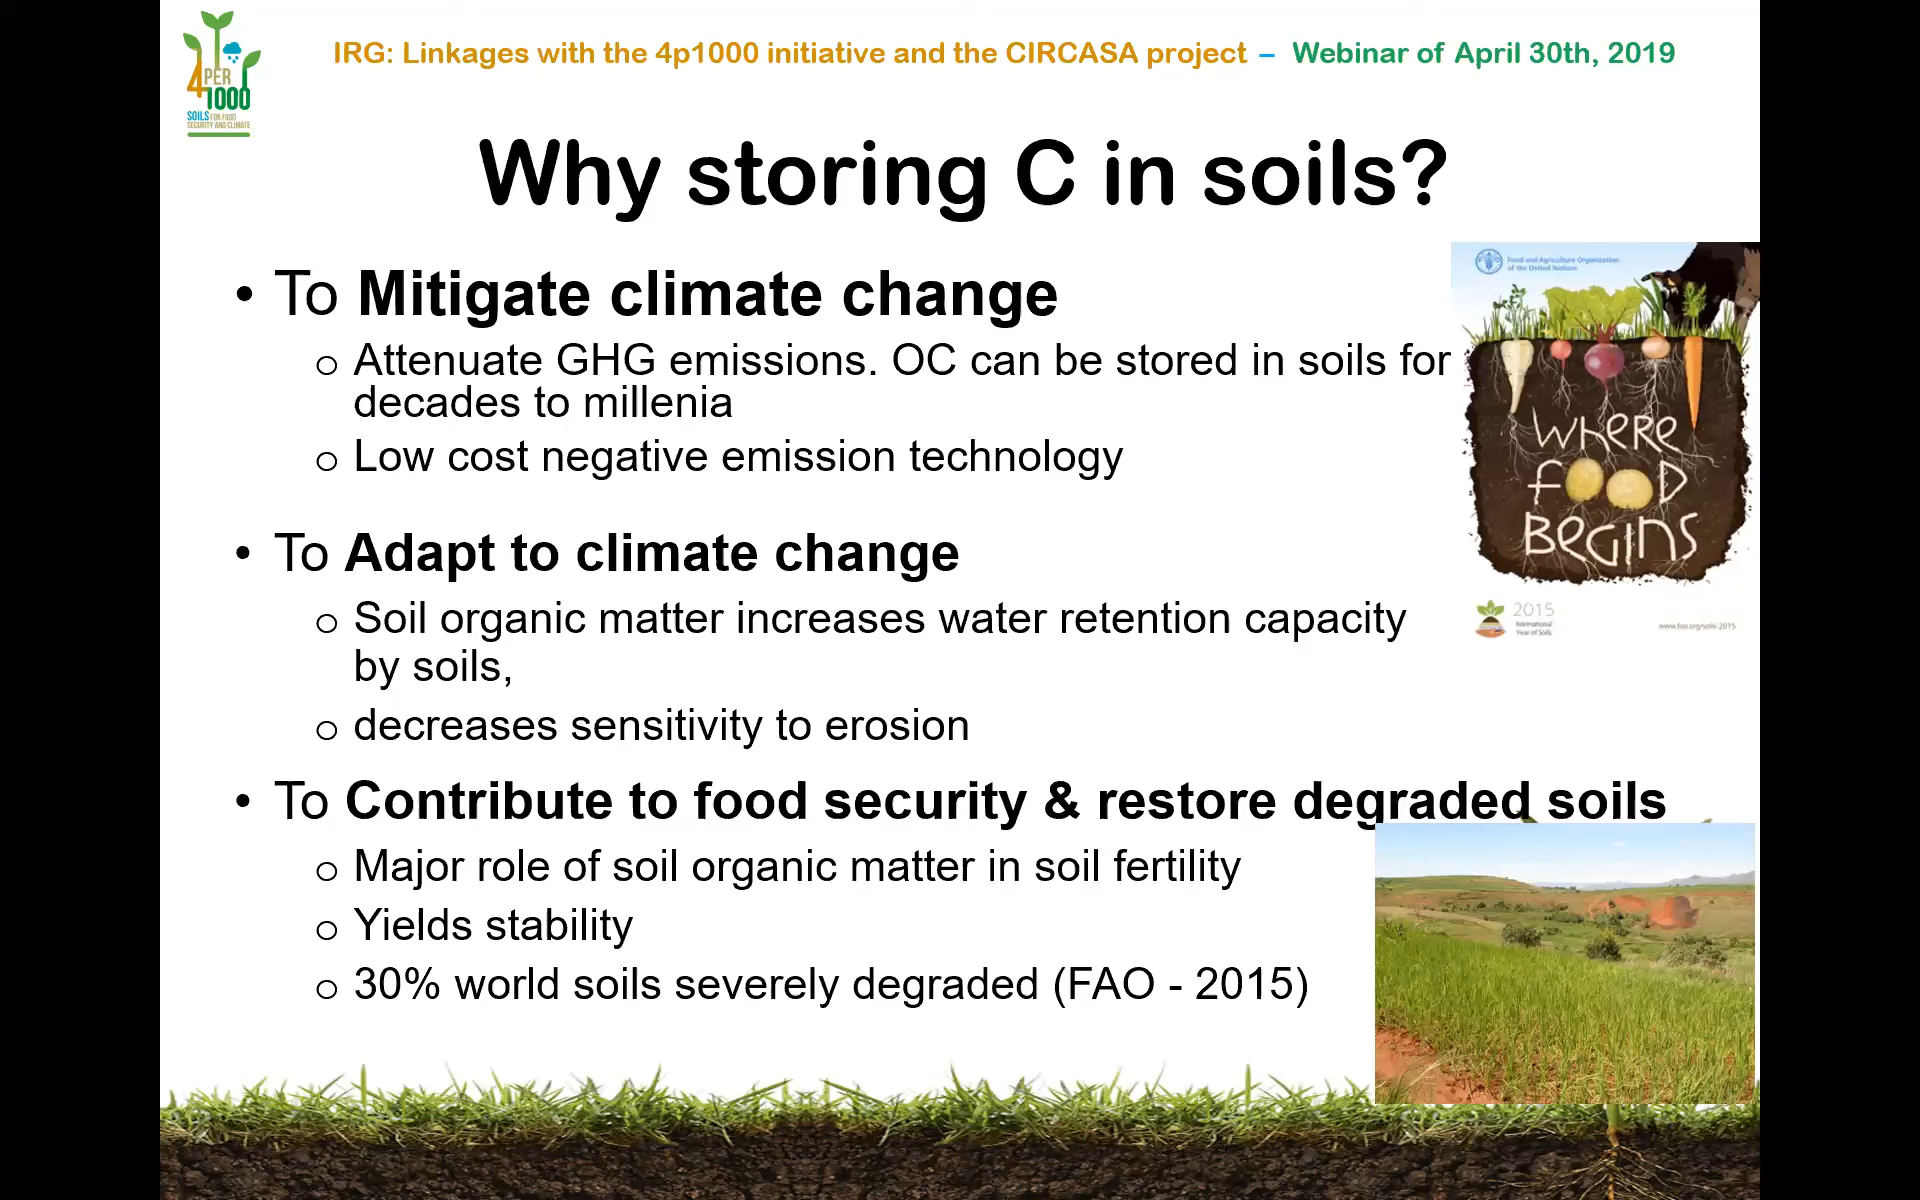 4 PER
1000
SOILS FOR FOOD
SECURITY AND CLIMATE
IRG: Linkages with the 4p1000 initiative and the CIRCASA project – Webinar of April 30th, 2019
Why storing C in soils?
• To Mitigate climate change
o Attenuate GHG emissions. OC can be stored in soils for
decades to millenia
o Low cost negative emission technology
• To Adapt to climate change
o Soil organic matter increases water retention capacity
by soils,
o decreases sensitivity to erosion
• To Contribute to food security & restore degraded soils
o Major role of soil organic matter in soil fertility
o Yields stability
o 30% world soils severely degraded (FAO - 2015)
Food and Agriculture Organization
of the United Nations
WHERE
FOOD
BEGINS
2015
International
Year of Soils
www.fao.org/soils-2015